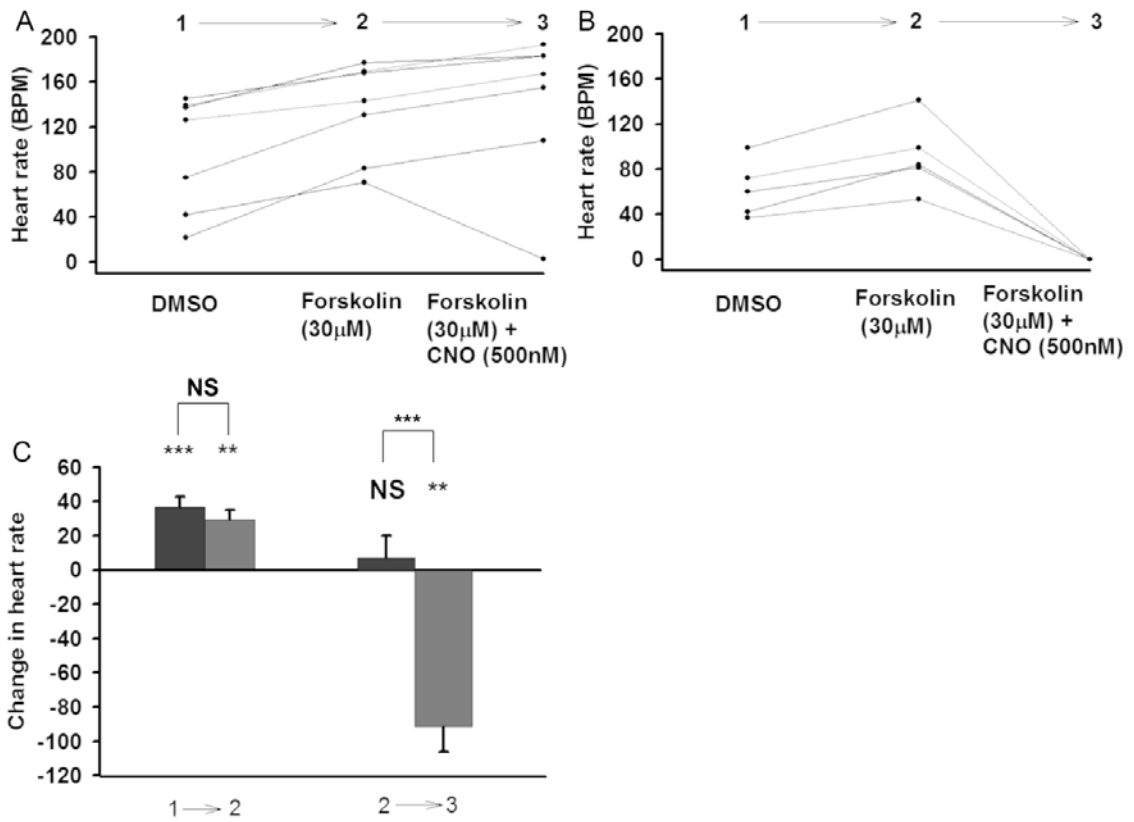 A
1 2 3
Heart rate (BPM)
200
160
120
80
40
0
DMSO
Forskolin
(30μM)
Forskolin
(30μM) +
CNO (500nM)
B
1 2 3
Heart rate (BPM)
200
160
120
80
40
0
DMSO
Forskolin
(30μM)
Forskolin
(30μM) +
CNO (500nM)
C
NS
*** **
***
NS **
Change in heart rate
60
40
20
0
-20
-40
-60
-80
-100
-120
1 2
2 3